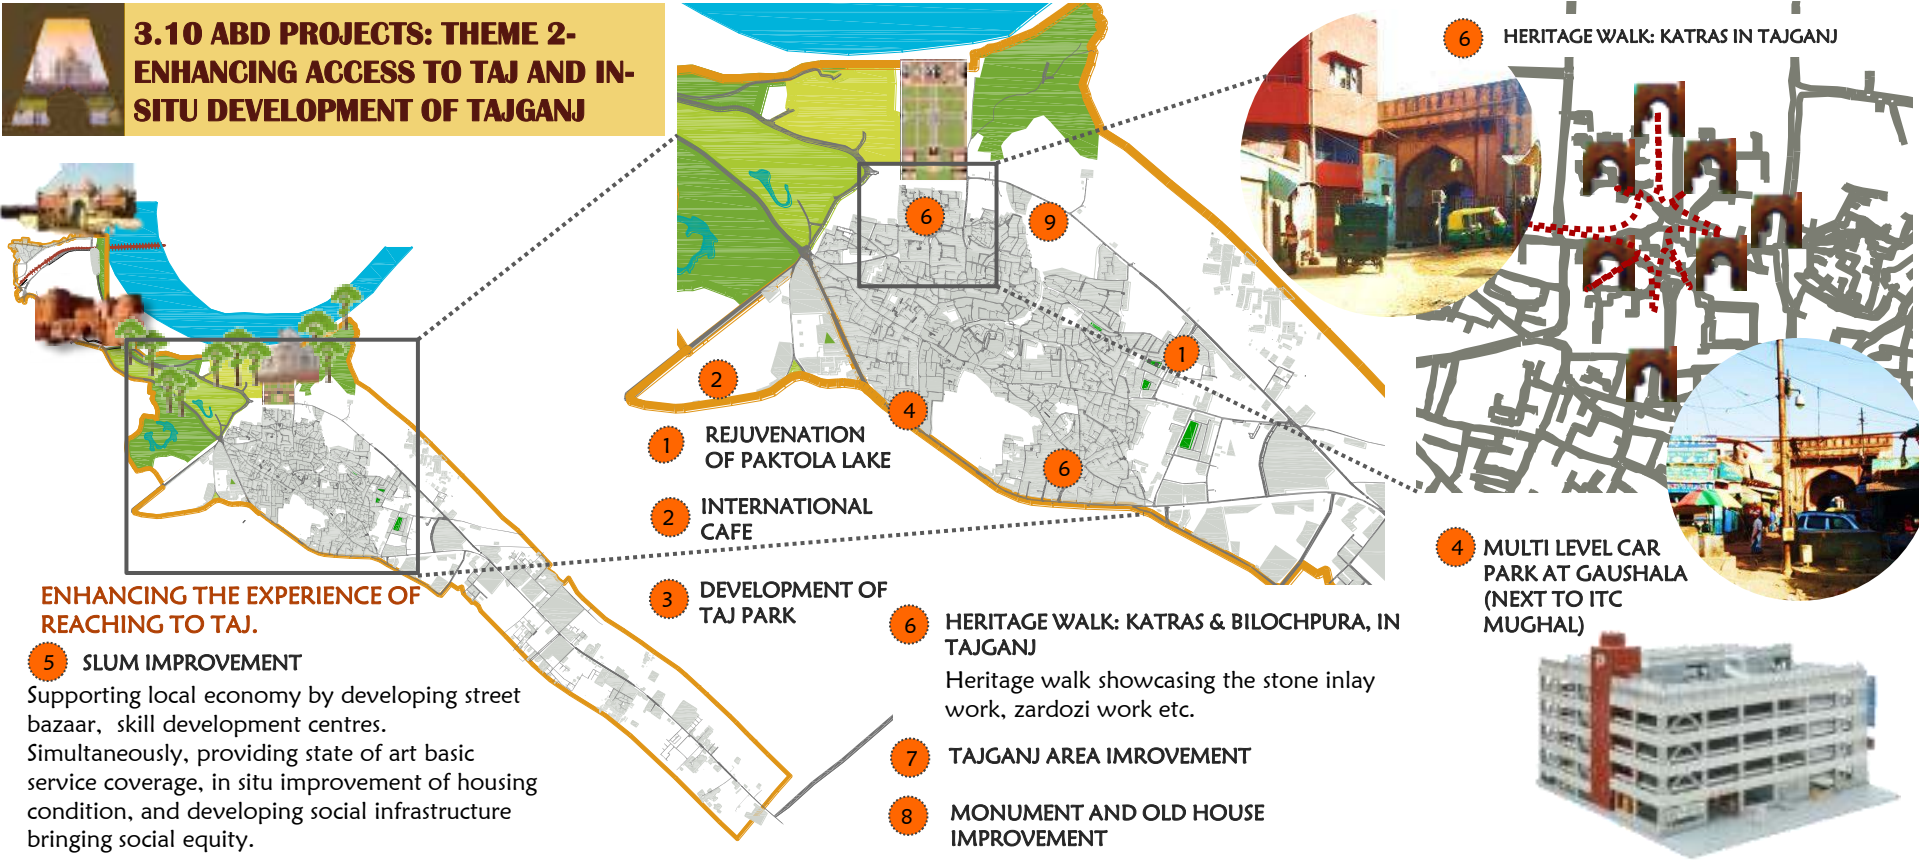 3.10 ABD PROJECTS: THEME 2-
ENHANCING ACCESS TO TAJ AND IN-
SITU DEVELOPMENT OF TAJGANJ
6 HERITAGE WALK: KATRAS IN TAJGANJ
6
9
1
2
4
6
1 REJUVENATION
OF PAKTOLA LAKE
2 INTERNATIONAL
CAFE
3 DEVELOPMENT OF
TAJ PARK
4 MULTI LEVEL CAR
PARK AT GAUSHALA
(NEXT TO ITC
MUGHAL)
ENHANCING THE EXPERIENCE OF
REACHING TO TAJ.
5 SLUM IMPROVEMENT
Supporting local economy by developing street
bazaar, skill development centres.
Simultaneously, providing state of art basic
service coverage, in situ improvement of housing
condition, and developing social infrastructure
bringing social equity.
6 HERITAGE WALK: KATRAS & BILOCHPURA, IN
TAJGANJ
Heritage walk showcasing the stone inlay
work, zardozi work etc.
7 TAJGANJ AREA IMROVEMENT
8 MONUMENT AND OLD HOUSE
IMPROVEMENT
P